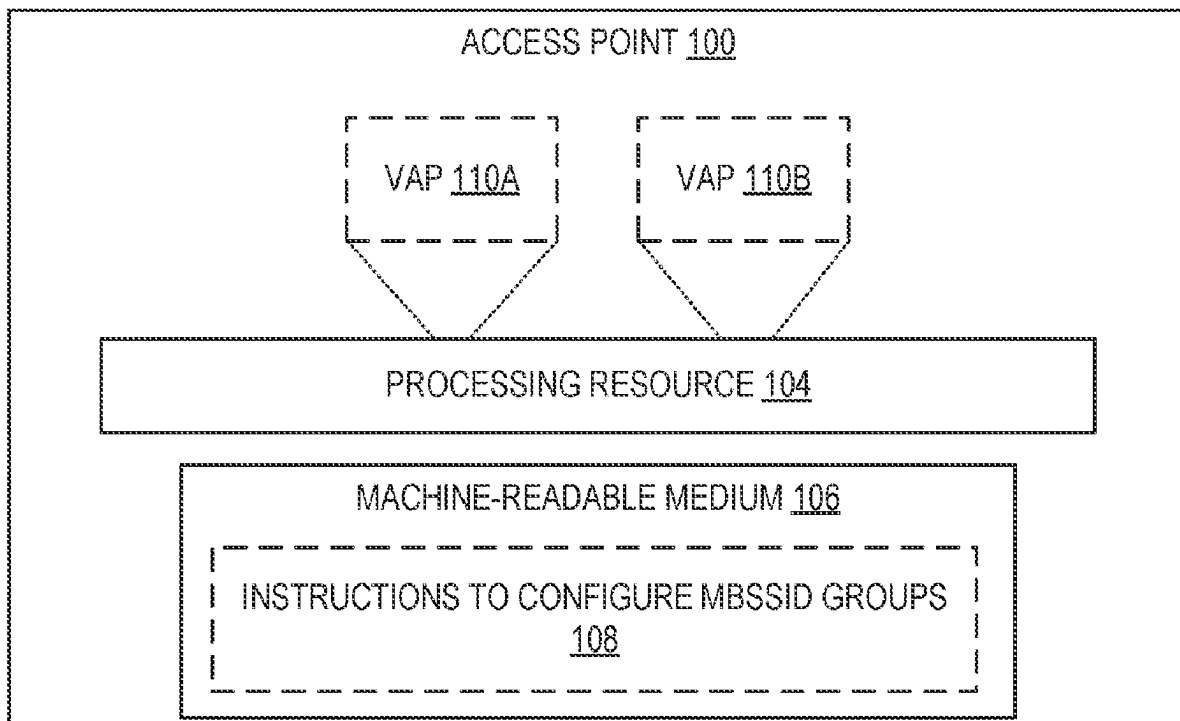 ACCESS POINT 100
VAP 110A
VAP 110B
PROCESSING RESOURCE 104
MACHINE-READABLE MEDIUM 106
INSTRUCTIONS TO CONFIGURE MBSSID GROUPS
108